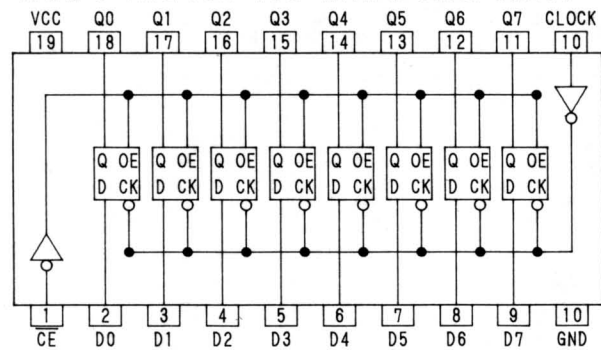 VCC Q0 Q1 Q2 Q3 Q4 Q5 Q6 Q7 CLOCK
19 18 17 16 15 14 13 12 11 10
Q OE Q OE Q OE Q OE Q OE Q OE Q OE Q OE
D CK D CK D CK D CK D CK D CK D CK D CK
1 2 3 4 5 6 7 8 9 10
CE D0 D1 D2 D3 D4 D5 D6 D7 GND